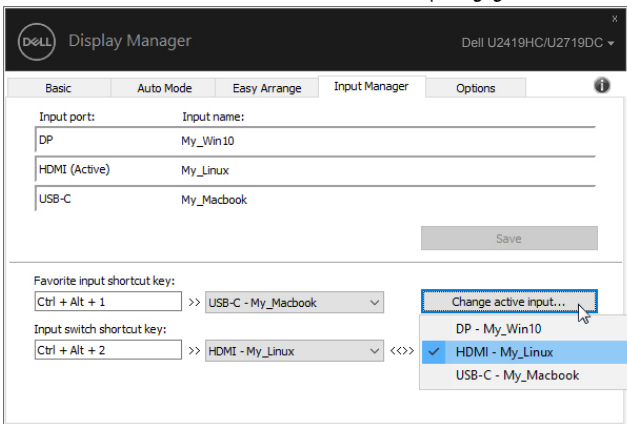 x
DELL Display Manager Dell U2419HC/U2719DC
Basic Auto Mode Easy Arrange Input Manager Options i
Input port: Input name:
DP My_Win10
HDMI (Active) My_Linux
USB-C My_Macbook
Save
Favorite input shortcut key:
Ctrl + Alt + 1 >> USB-C - My_Macbook Change active input...
Input switch shortcut key:
Ctrl + Alt + 2 >> HDMI - My_Linux <<>>
DP - My_Win10
HDMI - My_Linux
USB-C - My_Macbook